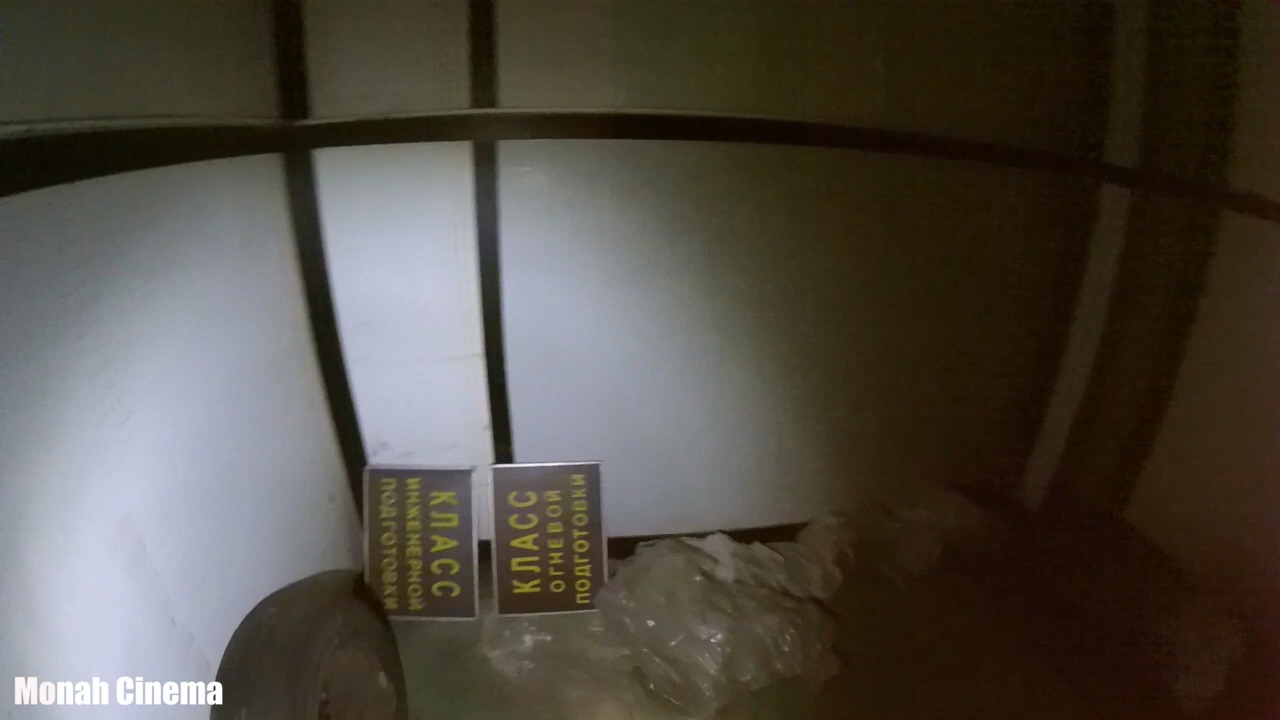 КЛАСС
ИНЖЕНЕРНОЙ
ПОДГОТОВКИ
КЛАСС
ОГНЕВОЙ
ПОДГОТОВКИ
Monah Cinema